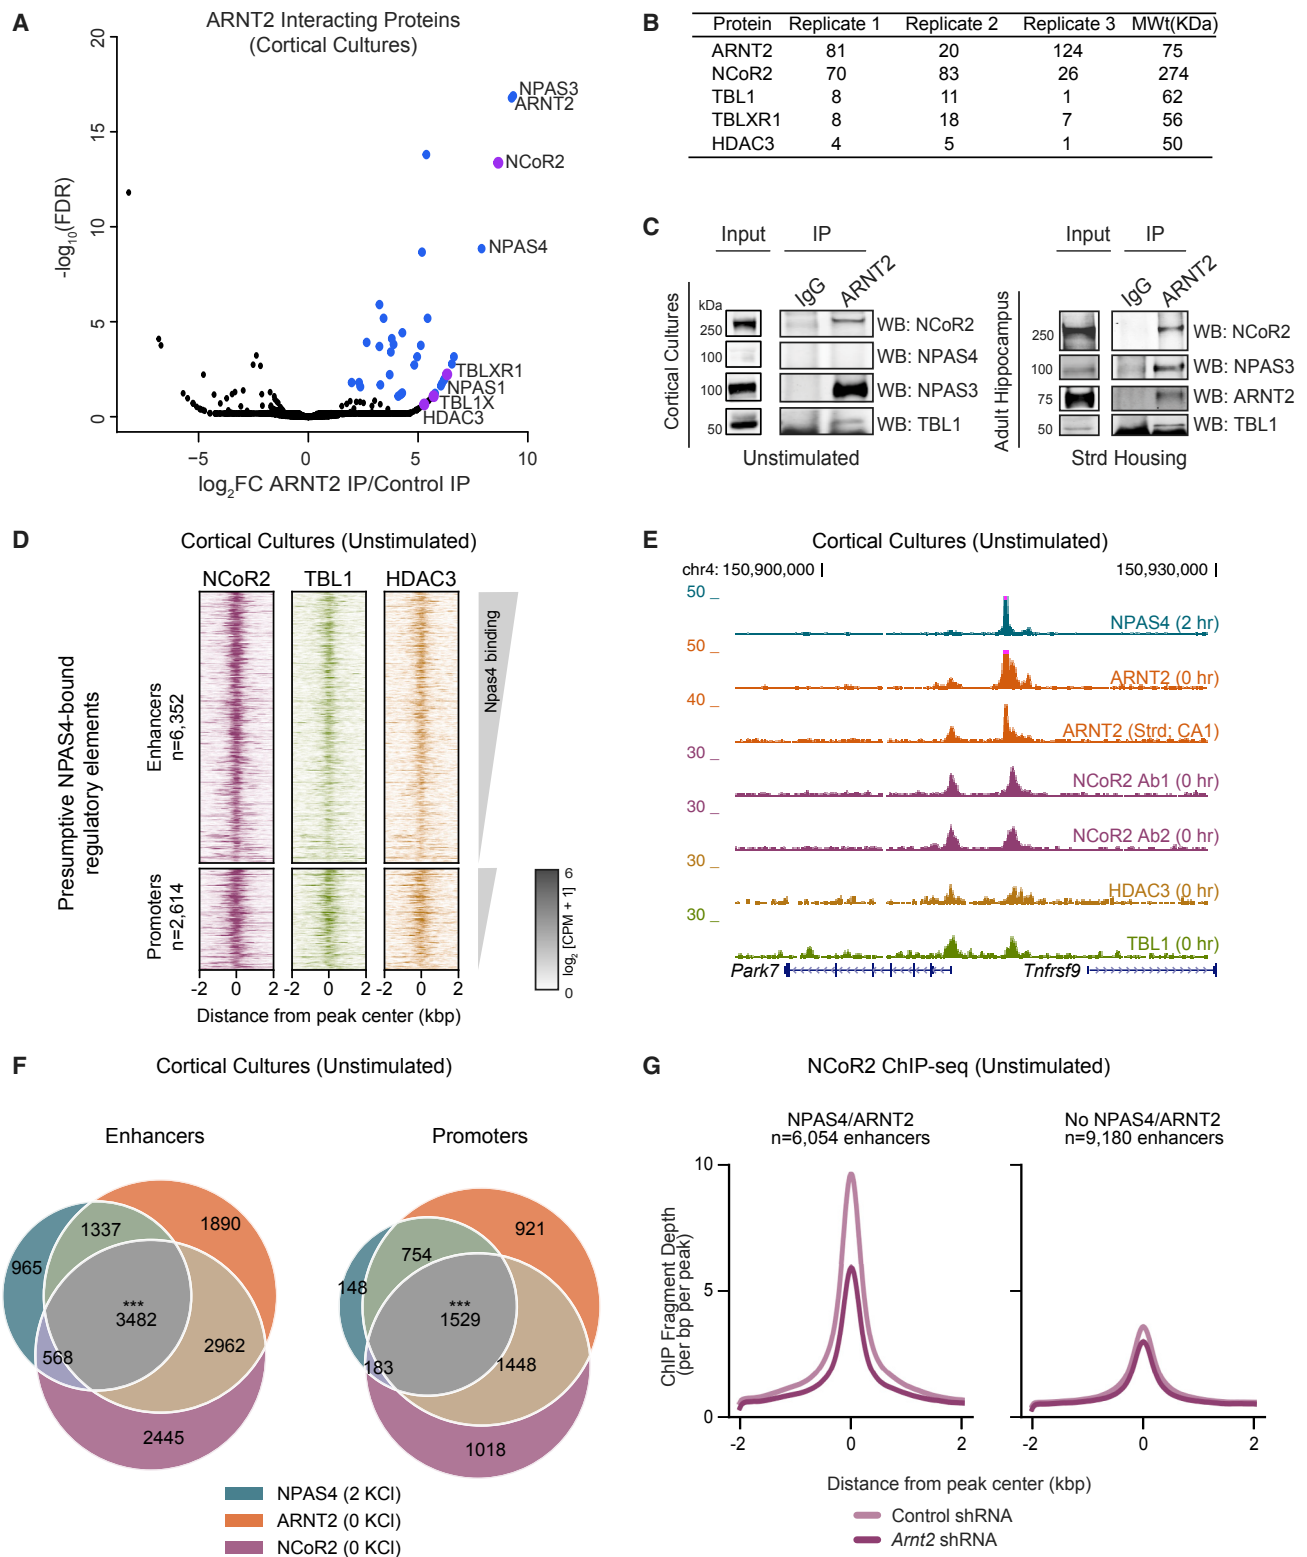 A
ARNT2 Interacting Proteins
(Cortical Cultures)
20
15
10
5
0
-log10(FDR)
NPAS3
ARNT2
NCoR2
NPAS4
TBLXR1
NPAS1
TBL1X
HDAC3
−5 0 5 10
log2FC ARNT2 IP/Control IP
B
Protein Replicate 1 Replicate 2 Replicate 3 MWt(KDa)
ARNT2 81 20 124 75
NCoR2 70 83 26 274
TBL1 8 11 1 62
TBLXR1 8 18 7 56
HDAC3 4 5 1 50
C
Input IP
IgG ARNT2
kDa
Cortical Cultures
250 WB: NCoR2
100 WB: NPAS4
100 WB: NPAS3
50 WB: TBL1
Unstimulated
Input IP
IgG ARNT2
Adult Hippocampus
250 WB: NCoR2
100 WB: NPAS3
75 WB: ARNT2
50 WB: TBL1
Strd Housing
D
Cortical Cultures (Unstimulated)
NCoR2 TBL1 HDAC3
Presumptive NPAS4-bound
regulatory elements
Enhancers
n=6,352
Promoters
n=2,614
Npas4 binding
6
0
log2 [CPM + 1]
-2 0 2 -2 0 2 -2 0 2
Distance from peak center (kbp)
E
Cortical Cultures (Unstimulated)
chr4: 150,900,000 150,930,000
50
NPAS4 (2 hr)
50
ARNT2 (0 hr)
40
ARNT2 (Strd; CA1)
30
NCoR2 Ab1 (0 hr)
30
NCoR2 Ab2 (0 hr)
30
HDAC3 (0 hr)
30
TBL1 (0 hr)
Park7 Tnfrsf9
F
Cortical Cultures (Unstimulated)
Enhancers
1337
1890
965
***
3482
568
2962
2445
Promoters
921
754
148
***
1529
183
1448
1018
NPAS4 (2 KCl)
ARNT2 (0 KCl)
NCoR2 (0 KCl)
G
NCoR2 ChIP-seq (Unstimulated)
NPAS4/ARNT2
n=6,054 enhancers
No NPAS4/ARNT2
n=9,180 enhancers
10
5
0
ChIP Fragment Depth
(per bp per peak)
-2 0 2 -2 0 2
Distance from peak center (kbp)
Control shRNA
Arnt2 shRNA